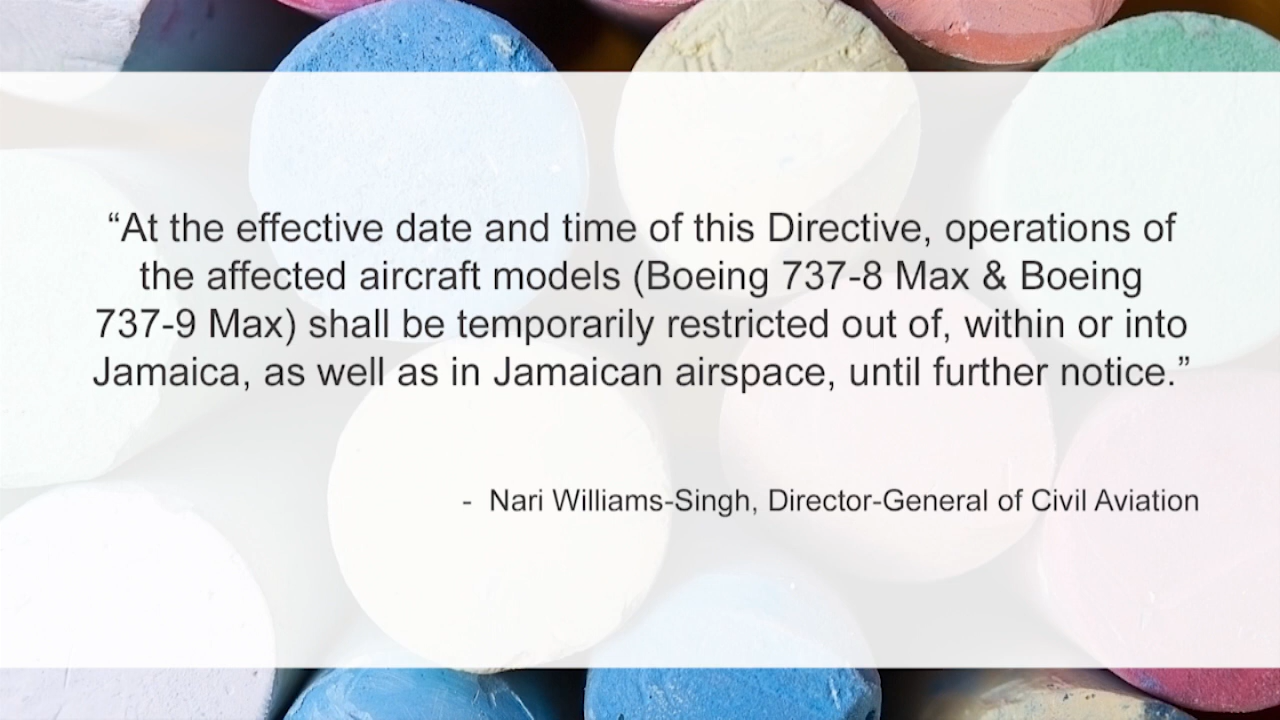 “At the effective date and time of this Directive, operations of
the affected aircraft models (Boeing 737-8 Max & Boeing
737-9 Max) shall be temporarily restricted out of, within or into
Jamaica, as well as in Jamaican airspace, until further notice.”
- Nari Williams-Singh, Director-General of Civil Aviation